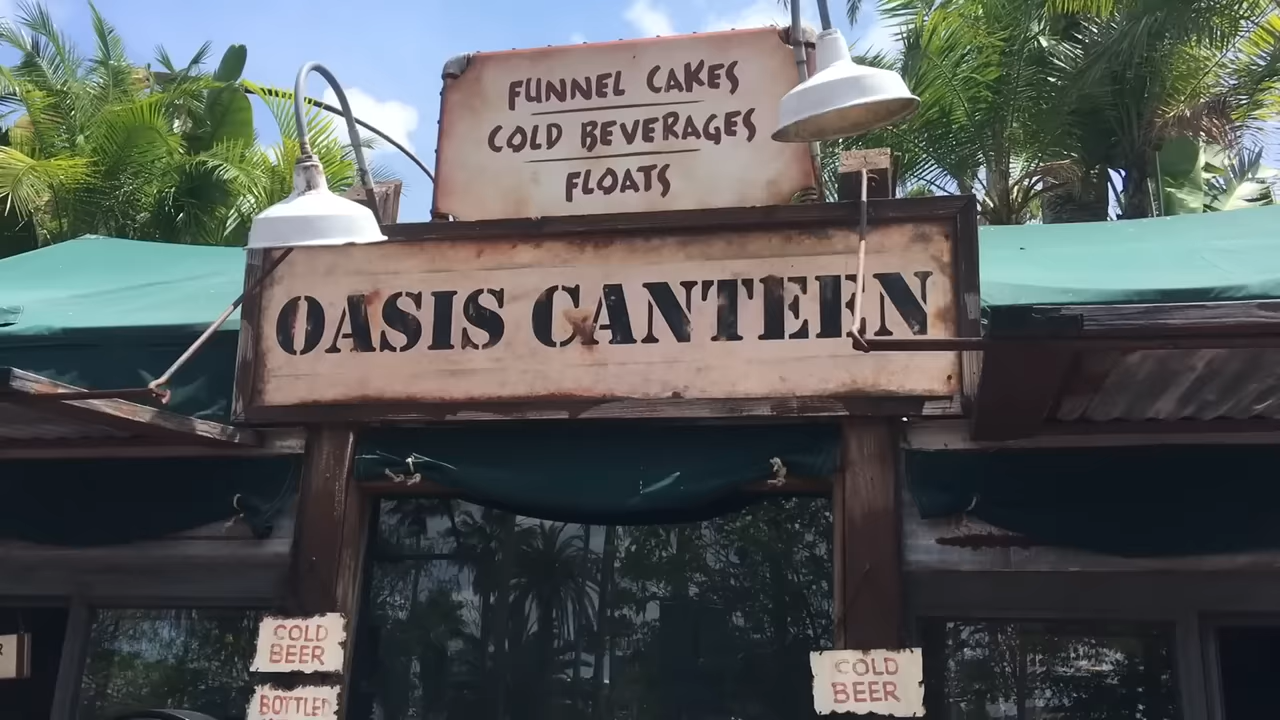 FUNNEL CAKES
COLD BEVERAGES
FLOATS
OASIS CANTEEN
COLD
BEER
BOTTLED
COLD
BEER